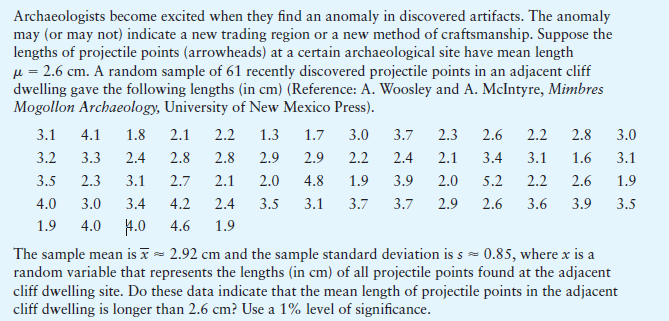 Archaeologists become excited when they find an anomaly in discovered artifacts. The anomaly
may (or may not) indicate a new trading region or a new method of craftsmanship. Suppose the
lengths of projectile points (arrowheads) at a certain archaeological site have mean length
μ = 2.6 cm. A random sample of 61 recently discovered projectile points in an adjacent cliff
dwelling gave the following lengths (in cm) (Reference: A. Woosley and A. McIntyre, Mimbres
Mogollon Archaeology, University of New Mexico Press).
3.1 4.1 1.8 2.1 2.2 1.3 1.7 3.0 3.7 2.3 2.6 2.2 2.8 3.0
3.2 3.3 2.4 2.8 2.8 2.9 2.9 2.2 2.4 2.1 3.4 3.1 1.6 3.1
3.5 2.3 3.1 2.7 2.1 2.0 4.8 1.9 3.9 2.0 5.2 2.2 2.6 1.9
4.0 3.0 3.4 4.2 2.4 3.5 3.1 3.7 3.7 2.9 2.6 3.6 3.9 3.5
1.9 4.0 4.0 4.6 1.9
The sample mean is x̄ ≈ 2.92 cm and the sample standard deviation is s ≈ 0.85, where x is a
random variable that represents the lengths (in cm) of all projectile points found at the adjacent
cliff dwelling site. Do these data indicate that the mean length of projectile points in the adjacent
cliff dwelling is longer than 2.6 cm? Use a 1% level of significance.